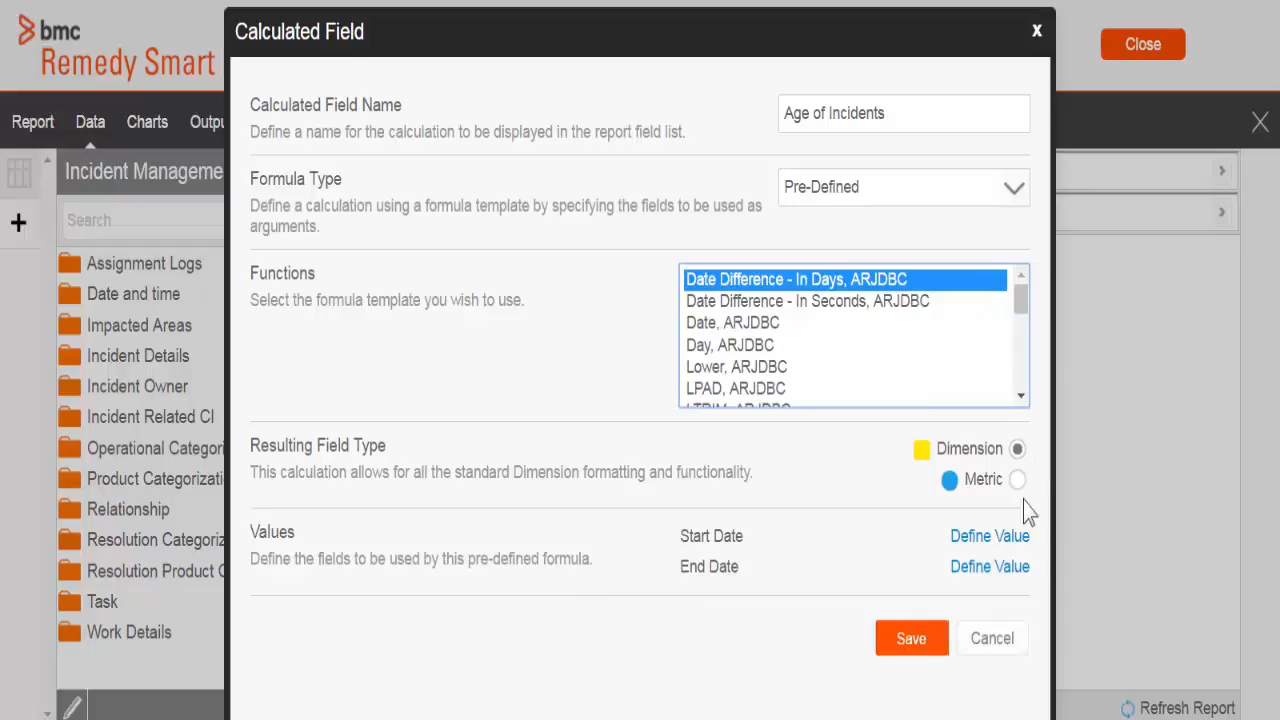 bmc
Remedy Smart
Close
Report Data Charts Outpu
Incident Manageme
Search
Assignment Logs
Date and time
Impacted Areas
Incident Details
Incident Owner
Incident Related CI
Operational Categori
Product Categorizati
Relationship
Resolution Categoriz
Resolution Product C
Task
Work Details
Calculated Field
x
Calculated Field Name
Define a name for the calculation to be displayed in the report field list.
Age of Incidents
Formula Type
Define a calculation using a formula template by specifying the fields to be used as
arguments.
Pre-Defined
Functions
Select the formula template you wish to use.
Date Difference - In Days, ARJDBC
Date Difference - In Seconds, ARJDBC
Date, ARJDBC
Day, ARJDBC
Lower, ARJDBC
LPAD, ARJDBC
LTRIM, ARJDBC
Resulting Field Type
This calculation allows for all the standard Dimension formatting and functionality.
Dimension
Metric
Values
Define the fields to be used by this pre-defined formula.
Start Date Define Value
End Date Define Value
Save Cancel
Refresh Report